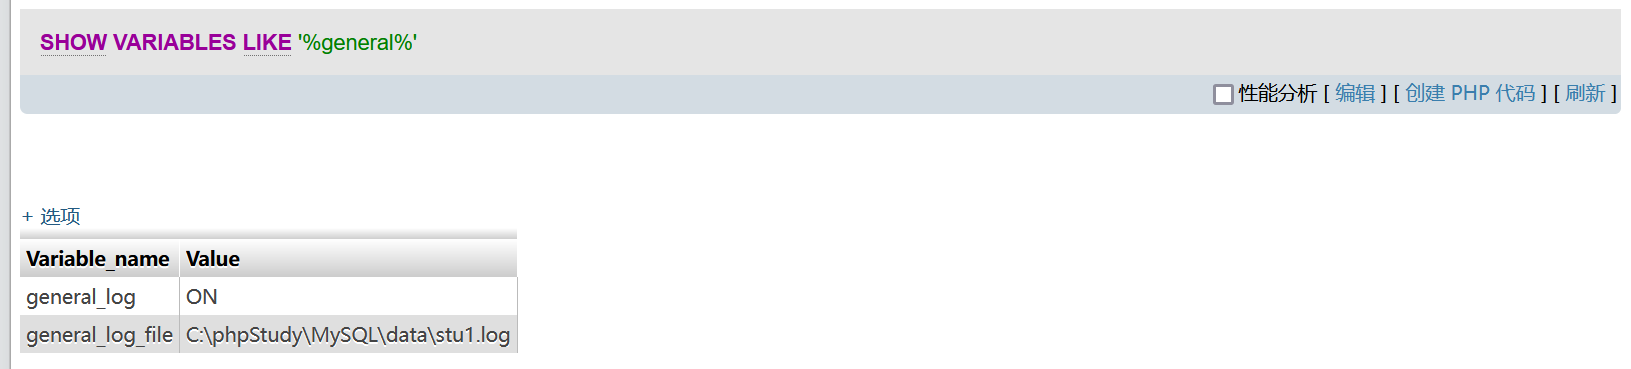 SHOW VARIABLES LIKE '%general%'
性能分析 [ 编辑 ] [ 创建 PHP 代码 ] [ 刷新 ]
+ 选项
Variable_name Value
general_log ON
general_log_file C:\phpStudy\MySQL\data\stu1.log